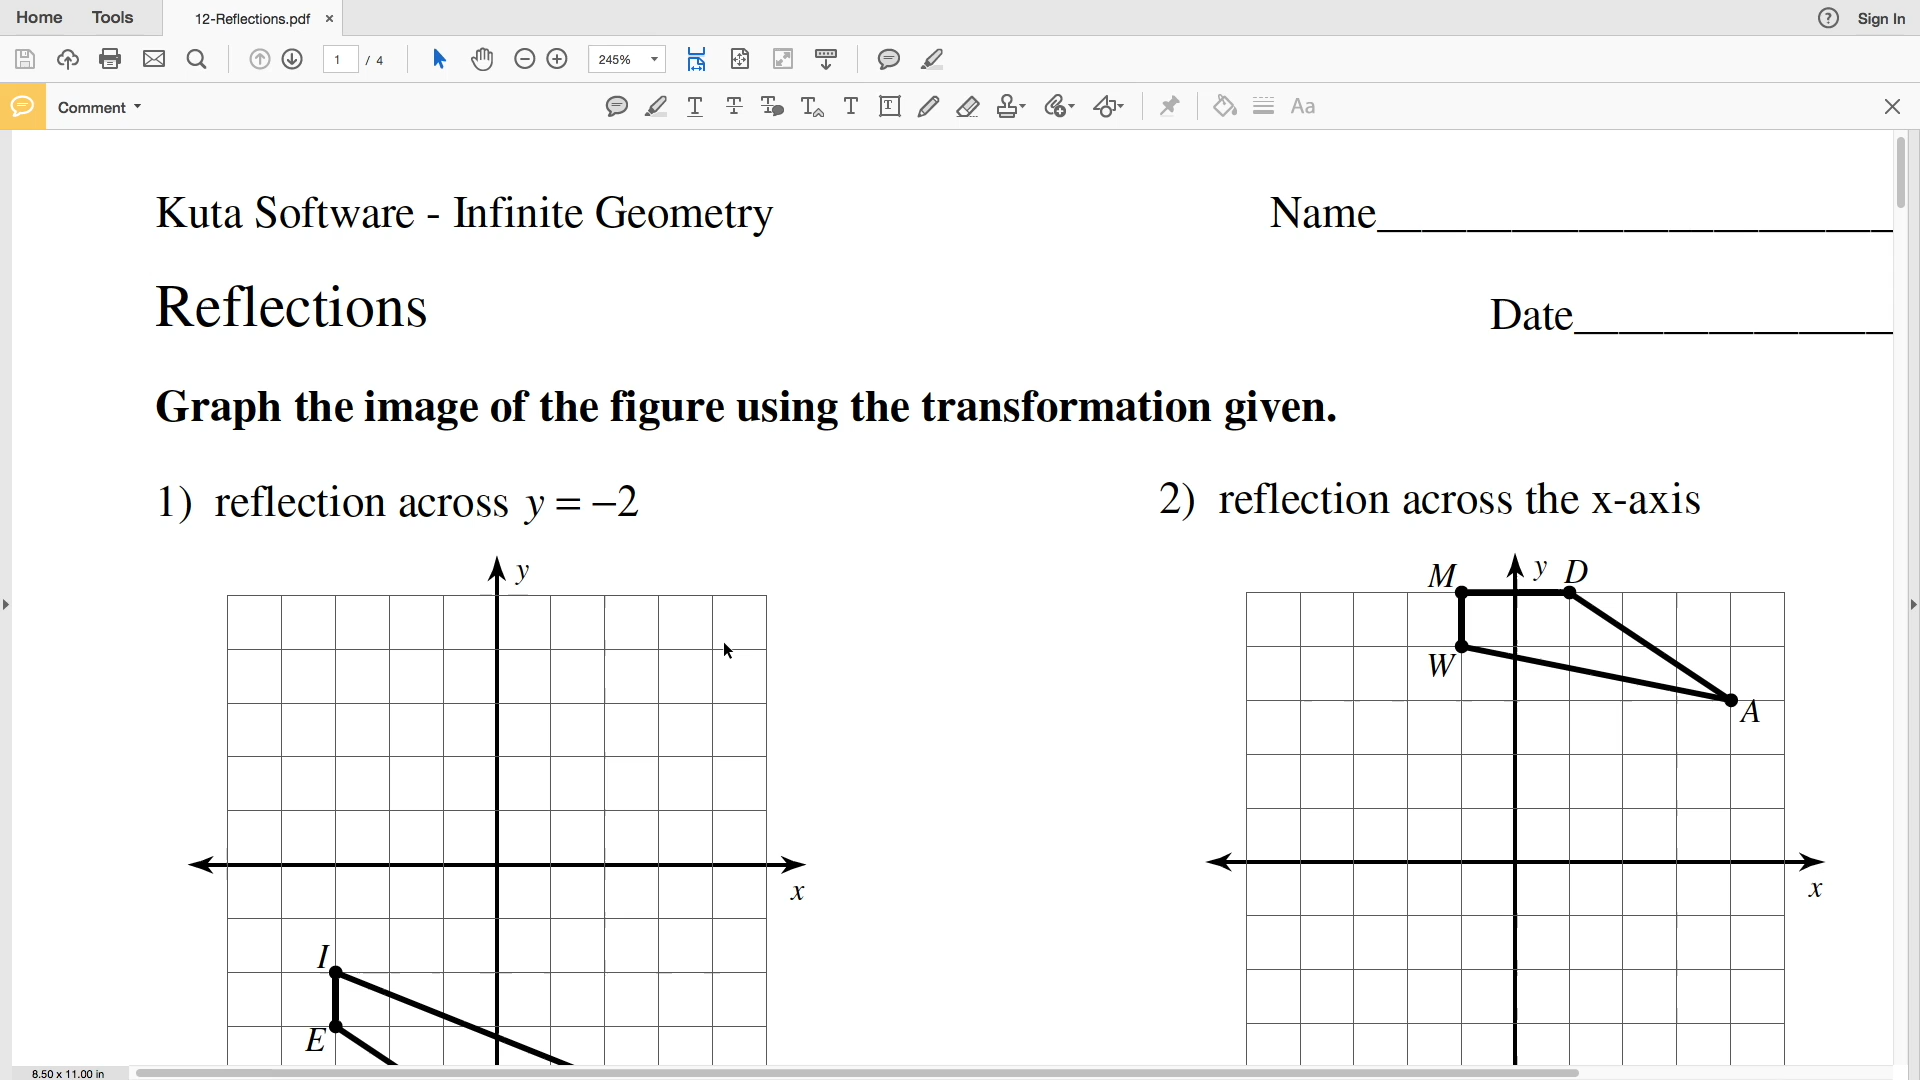 Home Tools 12-Reflections.pdf × ? Sign In
1 / 4 245%
Comment T T T T T T Aa
Kuta Software - Infinite Geometry Name
Reflections Date
Graph the image of the figure using the transformation given.
1) reflection across y = −2
2) reflection across the x-axis
y
x
I
E
M y D
W
A
x
8.50 x 11.00 in